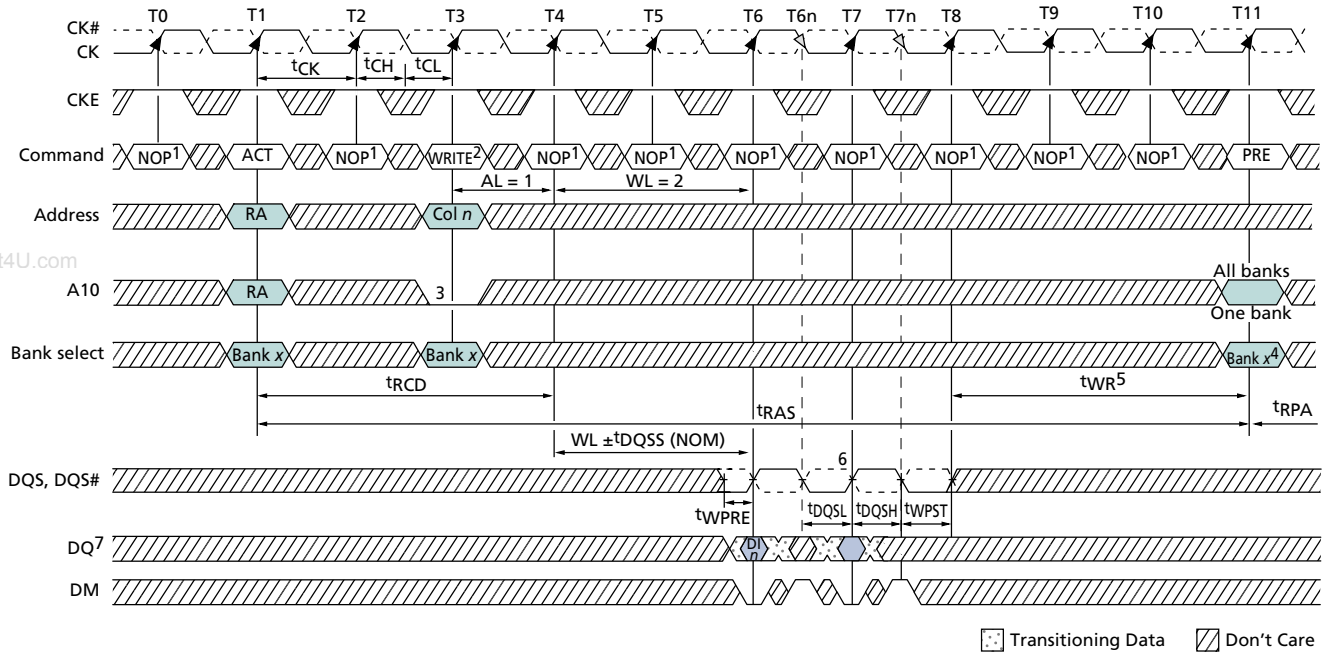 T0 T1 T2 T3 T4 T5 T6 T6n T7 T7n T8 T9 T10 T11
CK#
CK
tCK tCH tCL
CKE
Command NOP1 ACT NOP1 WRITE2 NOP1 NOP1 NOP1 NOP1 NOP1 NOP1 NOP1 PRE
AL = 1 WL = 2
Address RA Col n
t4U.com
All banks
A10 RA 3
One bank
Bank select Bank x Bank x Bank x4
tRCD tWR5
tRAS tRPA
WL ±tDQSS (NOM)
6
DQS, DQS#
tWPRE tDQSL tDQSH tWPST
DQ7 DI n
DM
Transitioning Data Don't Care